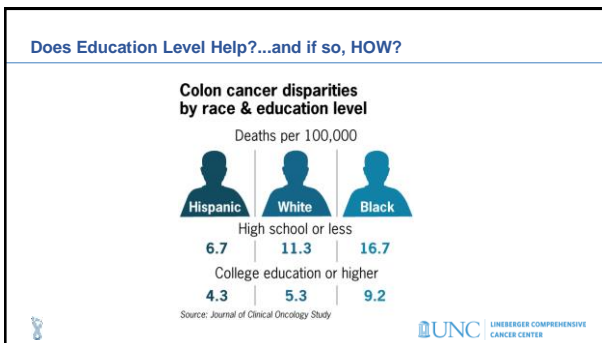 Does Education Level Help?...and if so, HOW?
Colon cancer disparities
by race & education level
Deaths per 100,000
Hispanic White Black
High school or less
6.7 11.3 16.7
College education or higher
4.3 5.3 9.2
Source: Journal of Clinical Oncology Study
UNC LINEBERGER COMPREHENSIVE
CANCER CENTER